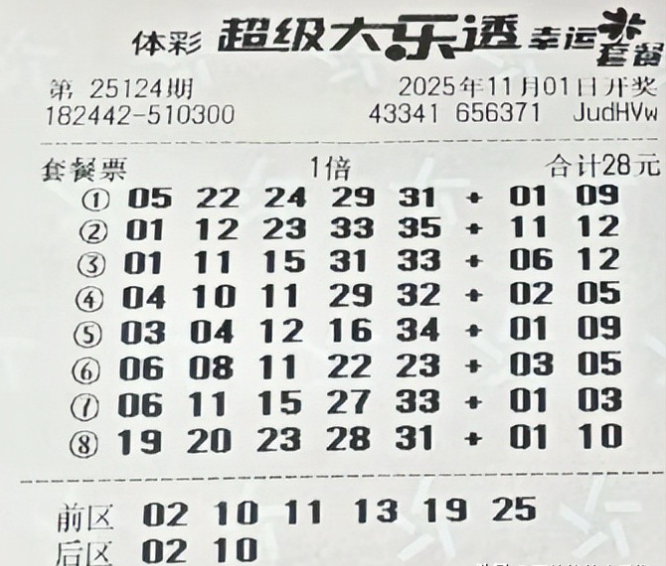 体彩 超级大乐透 幸运套餐
第 25124期 2025年11月01日开奖
182442-510300 43341 656371 JudHVw
套餐票 1倍 合计28元
① 05 22 24 29 31 + 01 09
② 01 12 23 33 35 + 11 12
③ 01 11 15 31 33 + 06 12
④ 04 10 11 29 32 + 02 05
⑤ 03 04 12 16 34 + 01 09
⑥ 06 08 11 22 23 + 03 05
⑦ 06 11 15 27 33 + 01 03
⑧ 19 20 23 28 31 + 01 10
前区 02 10 11 13 19 25
后区 02 10